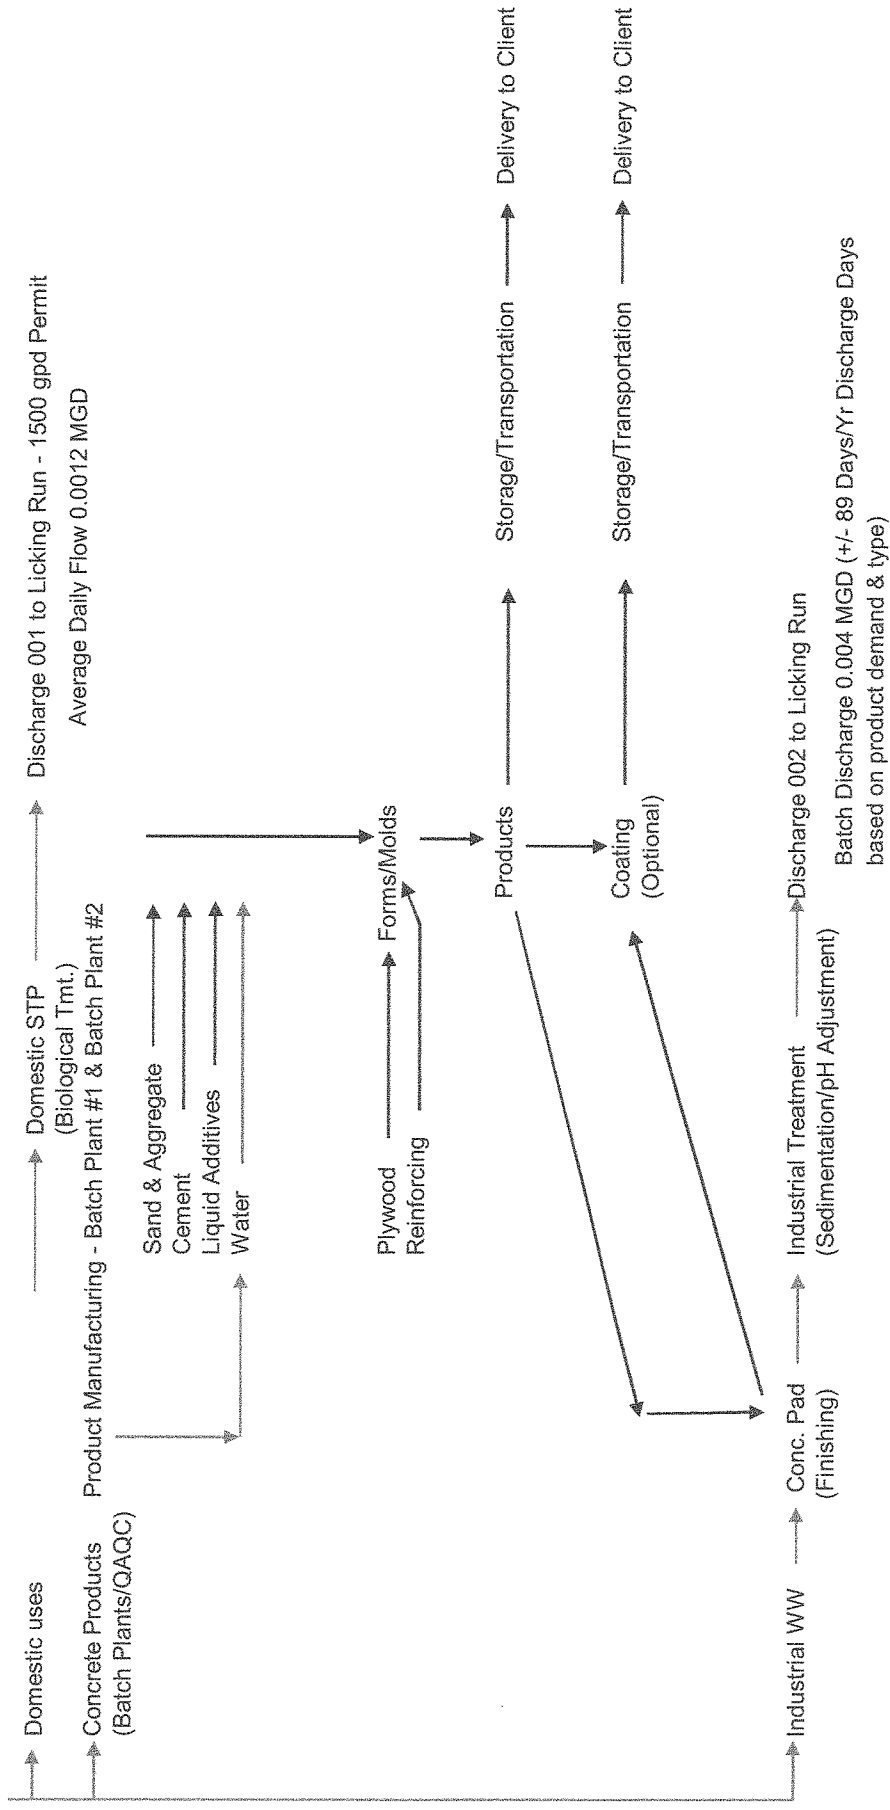 Domestic uses
Domestic STP
(Biological Tmt.)
Discharge 001 to Licking Run - 1500 gpd Permit
Average Daily Flow 0.0012 MGD
Concrete Products
(Batch Plants/QAQC)
Product Manufacturing - Batch Plant #1 & Batch Plant #2
Sand & Aggregate
Cement
Liquid Additives
Water
Plywood
Reinforcing
Forms/Molds
Products
Storage/Transportation
Delivery to Client
Coating
(Optional)
Storage/Transportation
Delivery to Client
Industrial WW
Conc. Pad
(Finishing)
Industrial Treatment
(Sedimentation/pH Adjustment)
Discharge 002 to Licking Run
Batch Discharge 0.004 MGD (+/- 89 Days/Yr Discharge Days
based on product demand & type)